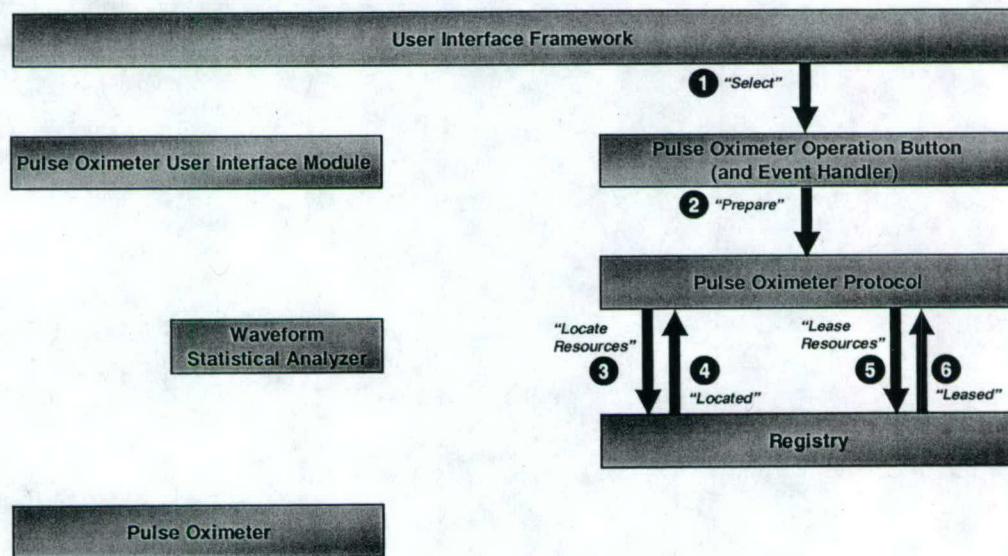 User Interface Framework
1 "Select"
Pulse Oximeter User Interface Module
Pulse Oximeter Operation Button
(and Event Handler)
2 "Prepare"
Pulse Oximeter Protocol
Waveform
Statistical Analyzer
"Locate
Resources"
3
4
"Located"
"Lease
Resources"
5
6
"Leased"
Registry
Pulse Oximeter